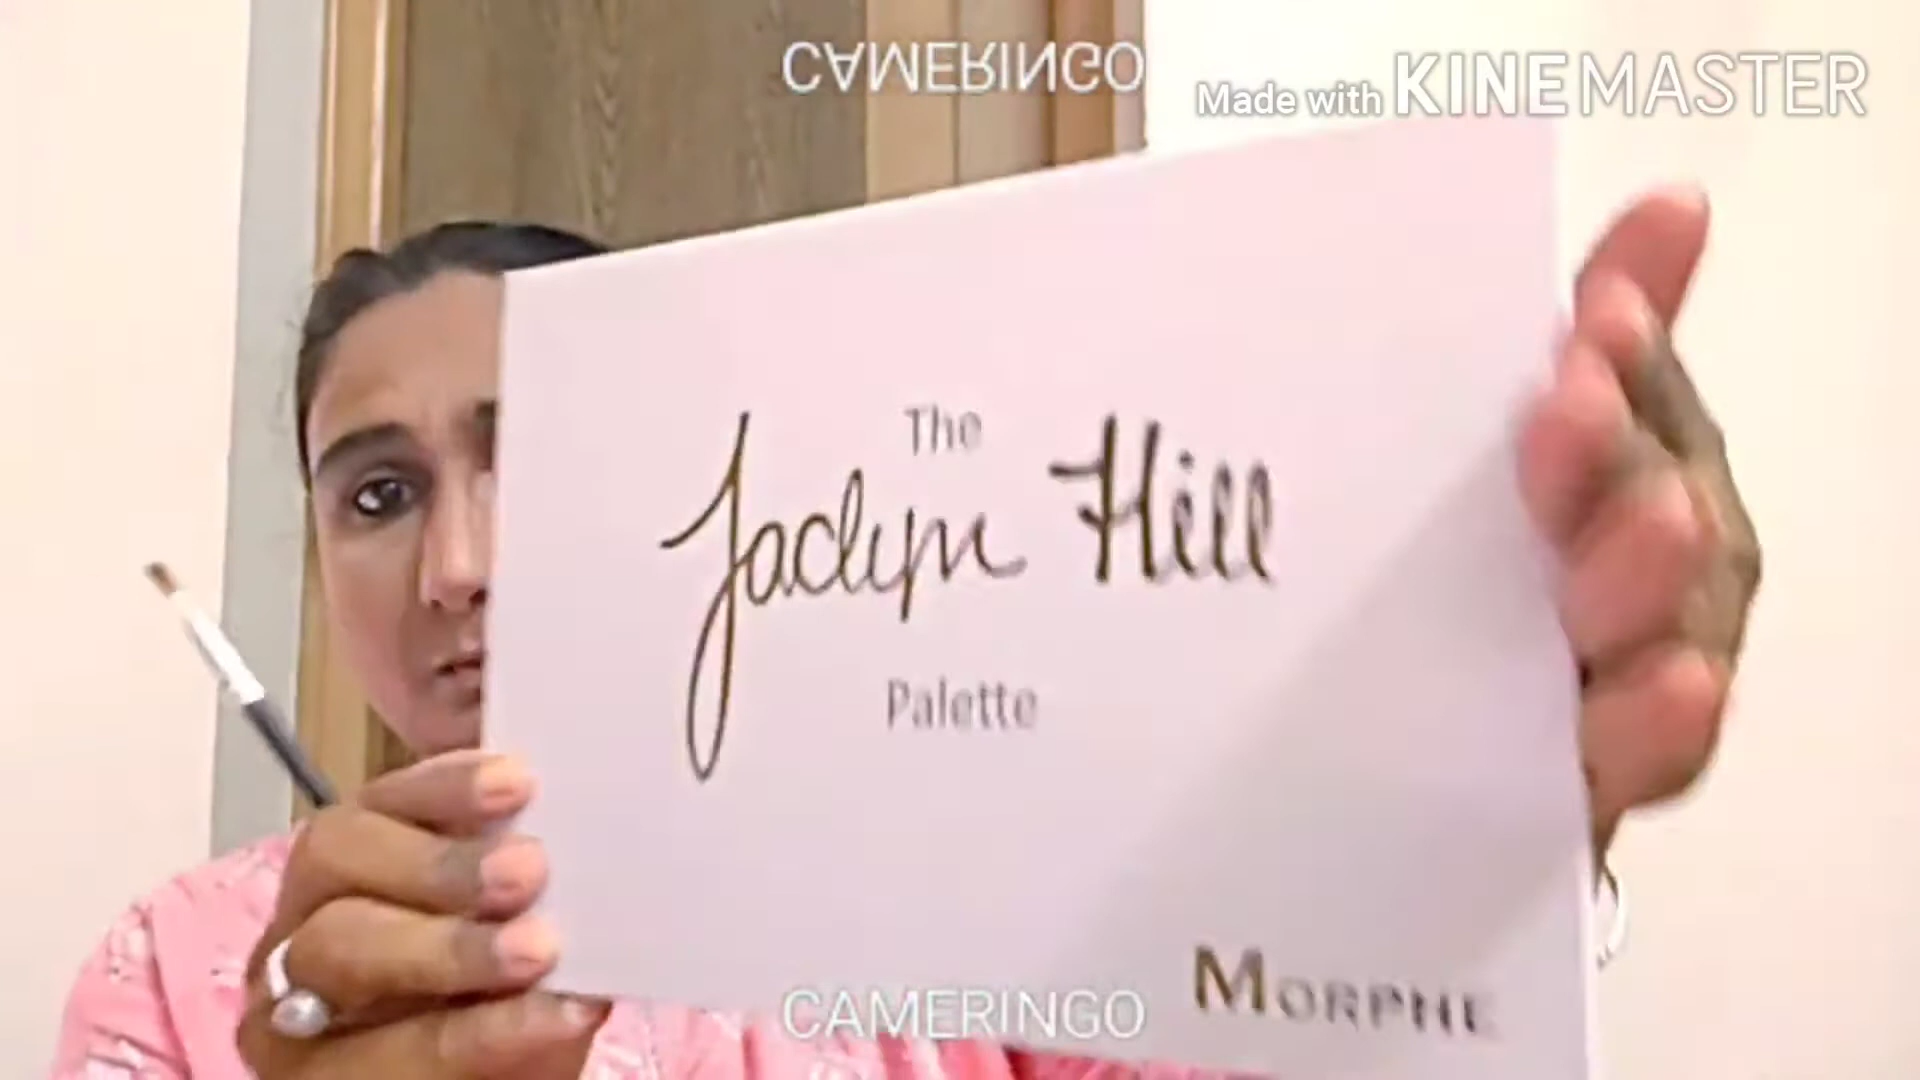 CAMERINGO
Made with KINEMASTER
The
Jaclyn Hill
Palette
MORPHE
CAMERINGO